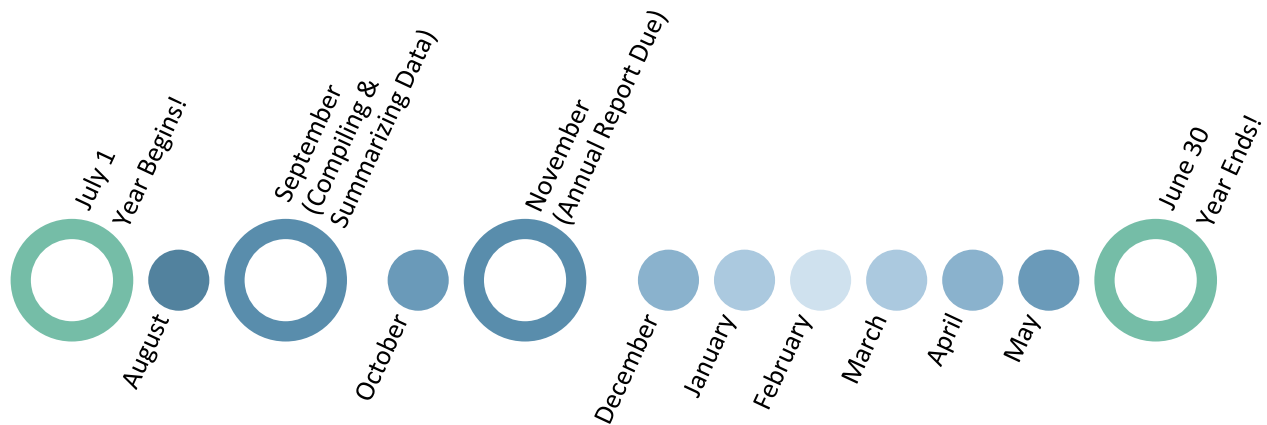 July 1
Year Begins!
August
September
(Compiling &
Summarizing Data)
October
November
(Annual Report Due)
December
January
February
March
April
May
June 30
Year Ends!